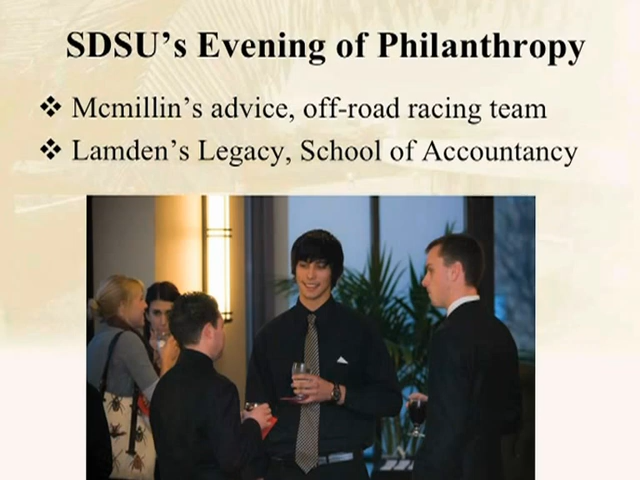 SDSU’s Evening of Philanthropy
❖ Mcmillin’s advice, off-road racing team
❖ Lamden’s Legacy, School of Accountancy